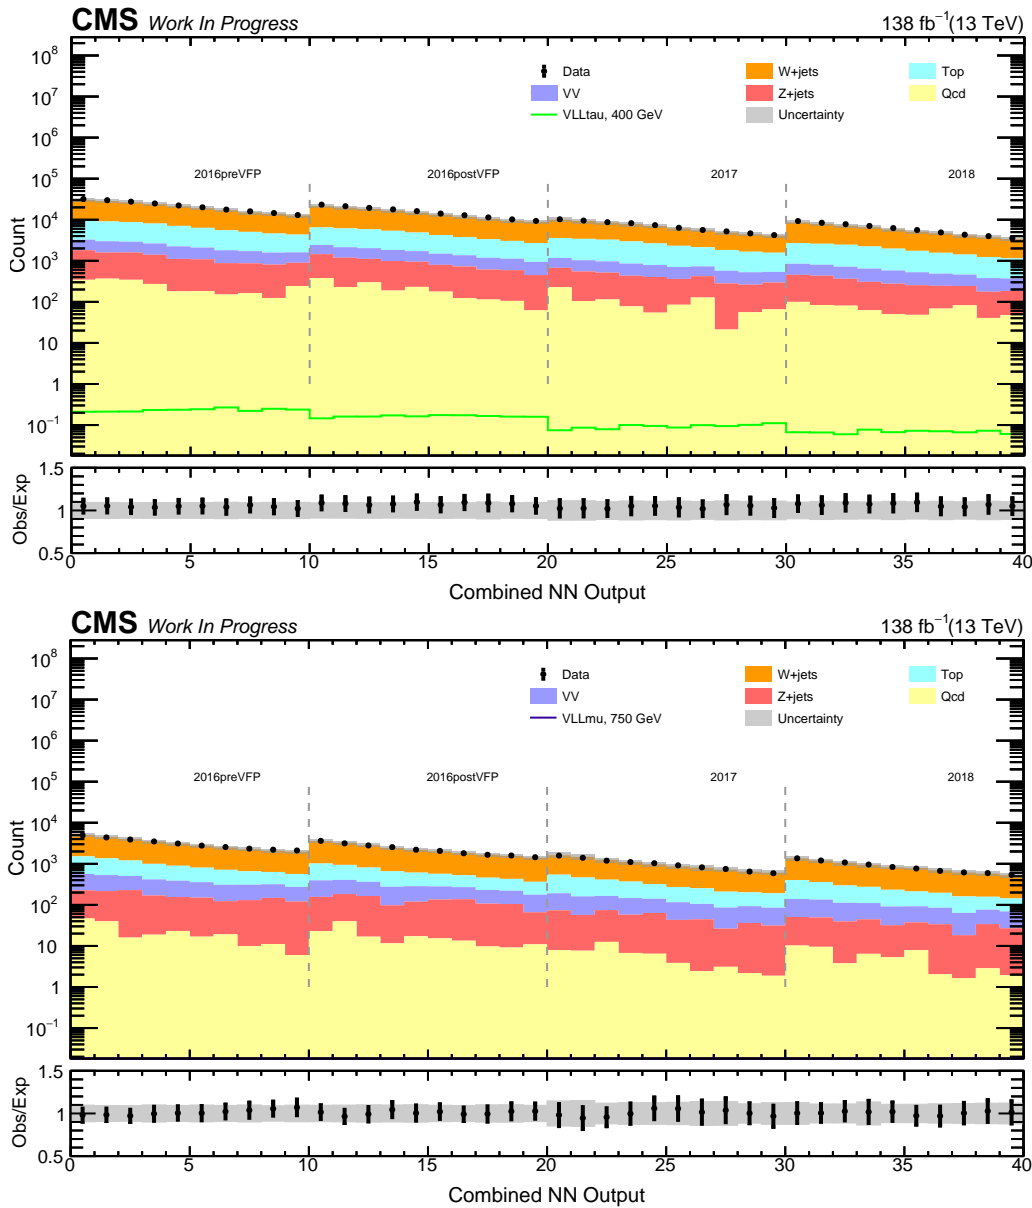 CMS Work In Progress 138 fb⁻¹(13 TeV)
10⁸
10⁷
10⁶
10⁵
10⁴
10³
10²
10
1
10⁻¹
Count
Data W+jets Top
VV Z+jets Qcd
VLLtau, 400 GeV Uncertainty
2016preVFP 2016postVFP 2017 2018
1.5
1
0.5
Obs/Exp
0 5 10 15 20 25 30 35 40
Combined NN Output
CMS Work In Progress 138 fb⁻¹(13 TeV)
10⁸
10⁷
10⁶
10⁵
10⁴
10³
10²
10
1
10⁻¹
Count
Data W+jets Top
VV Z+jets Qcd
VLLmu, 750 GeV Uncertainty
2016preVFP 2016postVFP 2017 2018
1.5
1
0.5
Obs/Exp
0 5 10 15 20 25 30 35 40
Combined NN Output